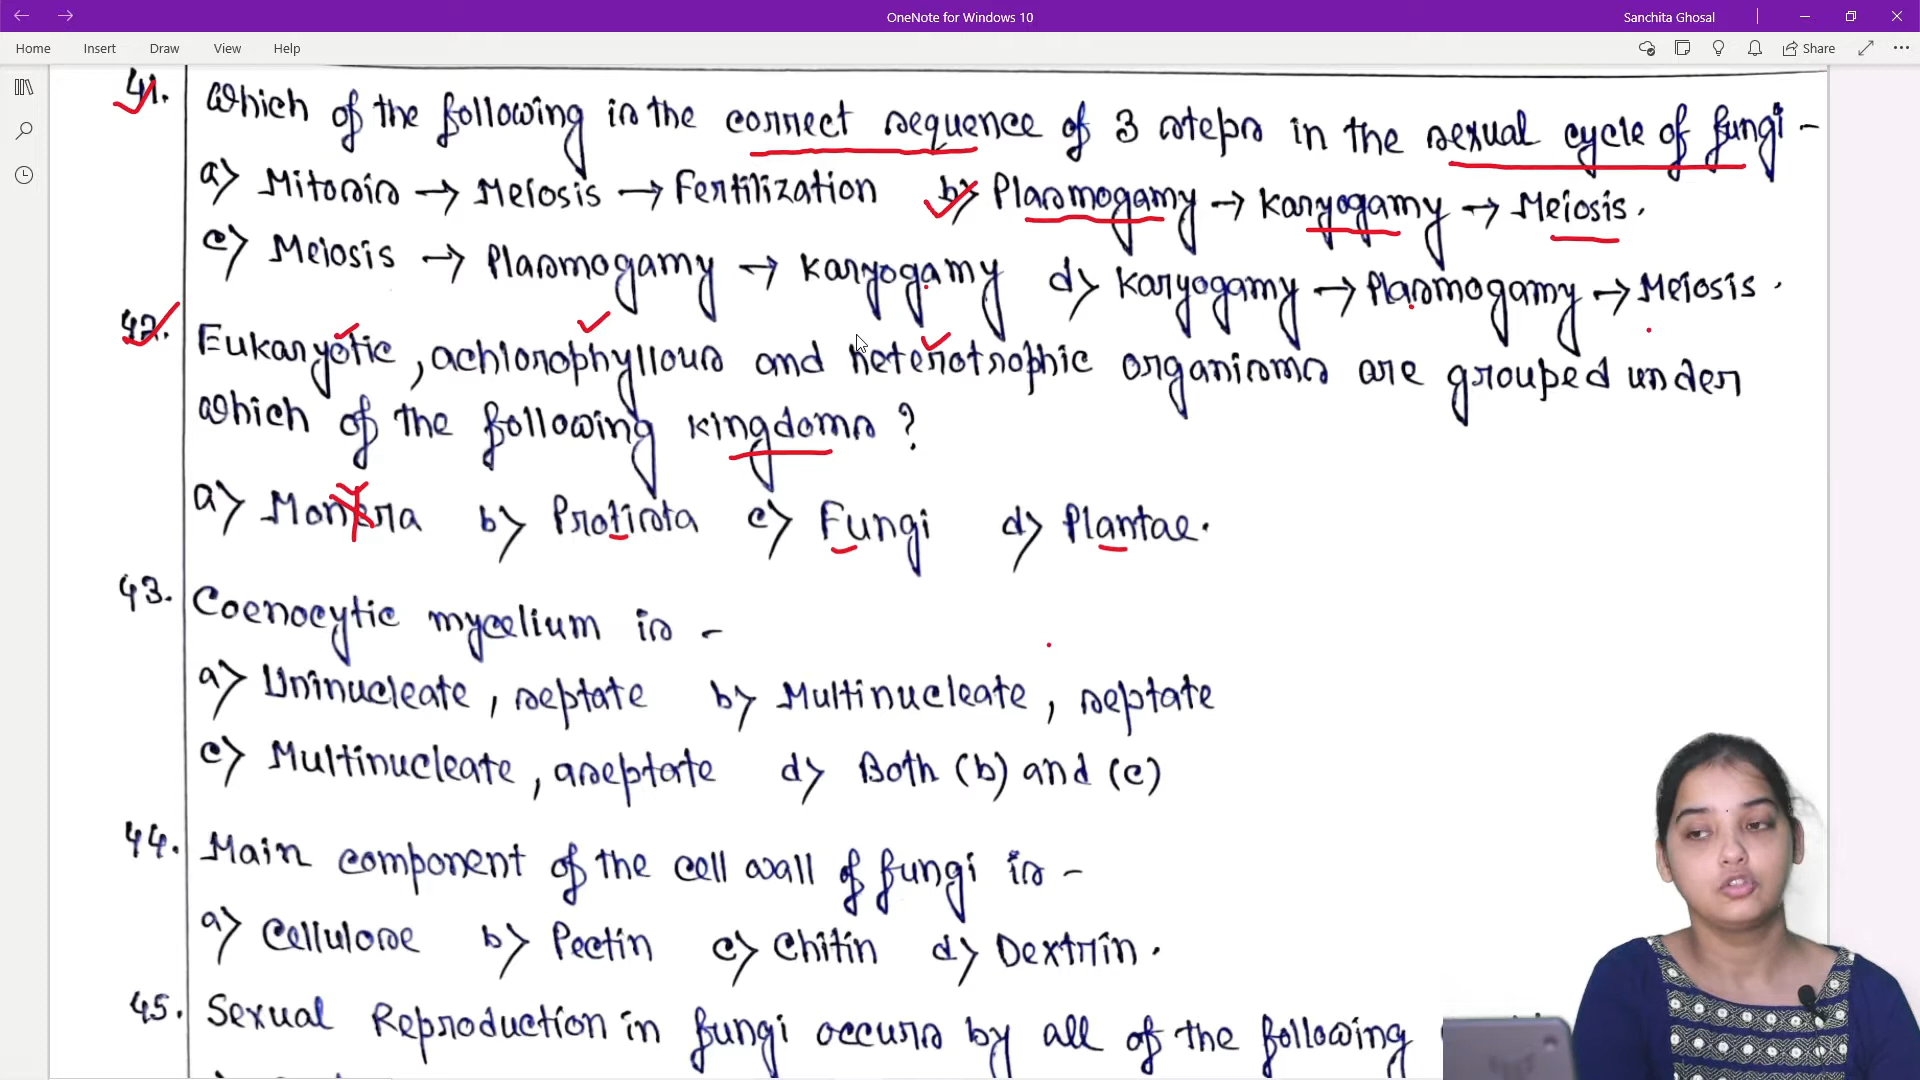 OneNote for Windows 10
Sanchita Ghosal
Home Insert Draw View Help
Share
41. Which of the following is the correct sequence of 3 steps in the sexual cycle of fungi -
a) Mitosis → Meiosis → Fertilization b) Plasmogamy → Karyogamy → Meiosis.
c) Meiosis → Plasmogamy → Karyogamy d) Karyogamy → Plasmogamy → Meiosis.
42. Eukaryotic, achlorophyllous and heterotrophic organisms are grouped under
which of the following kingdoms ?
a) Monera b) Protista c) Fungi d) Plantae.
43. Coenocytic mycelium is -
a) Uninucleate, septate b) Multinucleate, septate
c) Multinucleate, aseptate d) Both (b) and (c)
44. Main component of the cell wall of fungi is -
a) Cellulose b) Pectin c) Chitin d) Dextrin.
45. Sexual Reproduction in fungi occurs by all of the following